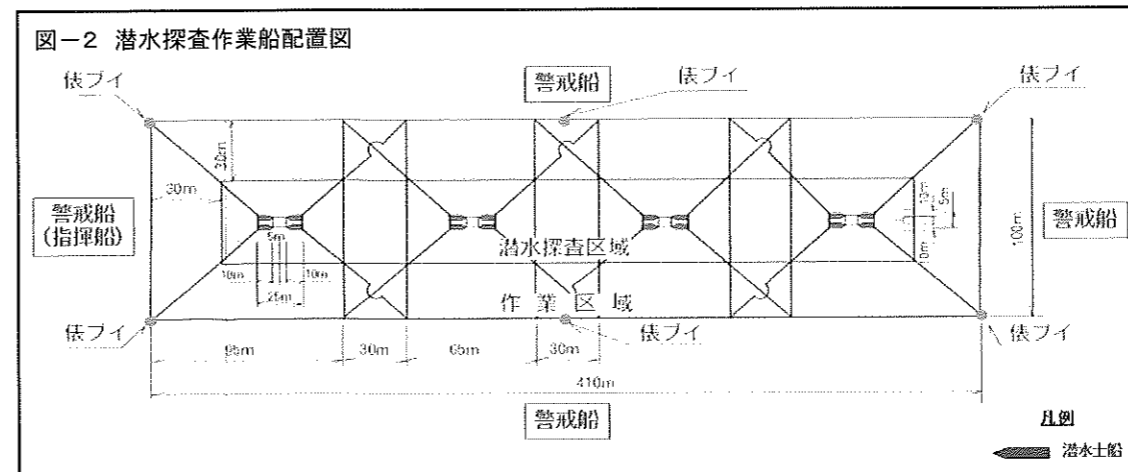 図-2 潜水探査作業船配置図
俵ブイ
警戒船
俵ブイ
俵ブイ
30m
30m
警戒船
(指揮船)
10m
5m
警戒船
100m
5m
潜水探査区域
10m
10m
10m
25m
作業区域
俵ブイ
俵ブイ
俵ブイ
95m
30m
65m
30m
410m
警戒船
凡例
潜水士船